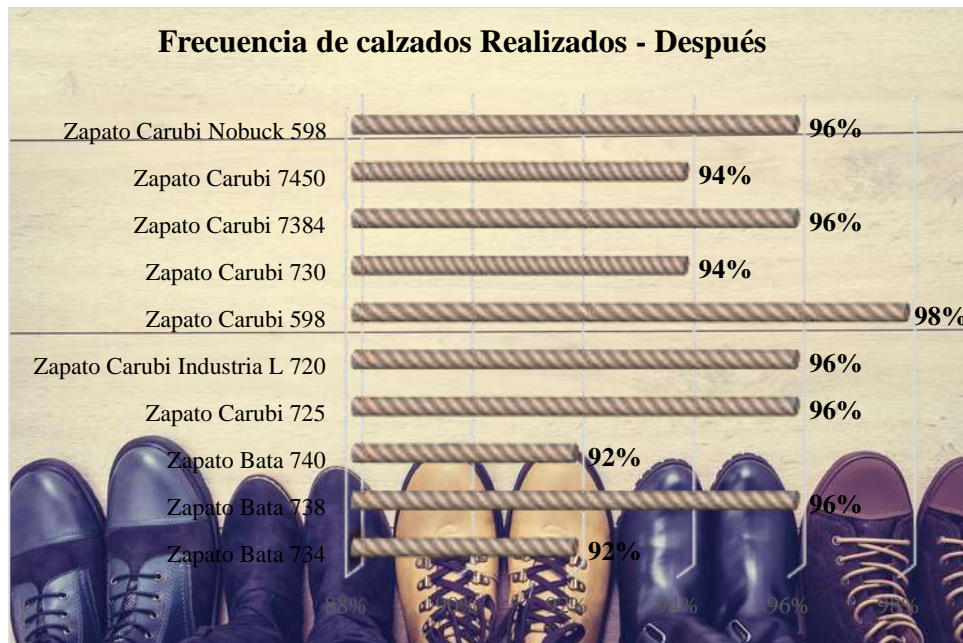 Frecuencia de calzados Realizados - Después
Zapato Carubi Nobuck 598 96%
Zapato Carubi 7450 94%
Zapato Carubi 7384 96%
Zapato Carubi 730 94%
Zapato Carubi 598 98%
Zapato Carubi Industria L 720 96%
Zapato Carubi 725 96%
Zapato Bata 740 92%
Zapato Bata 738 96%
Zapato Bata 734 92%
88% 90% 92% 94% 96% 98%